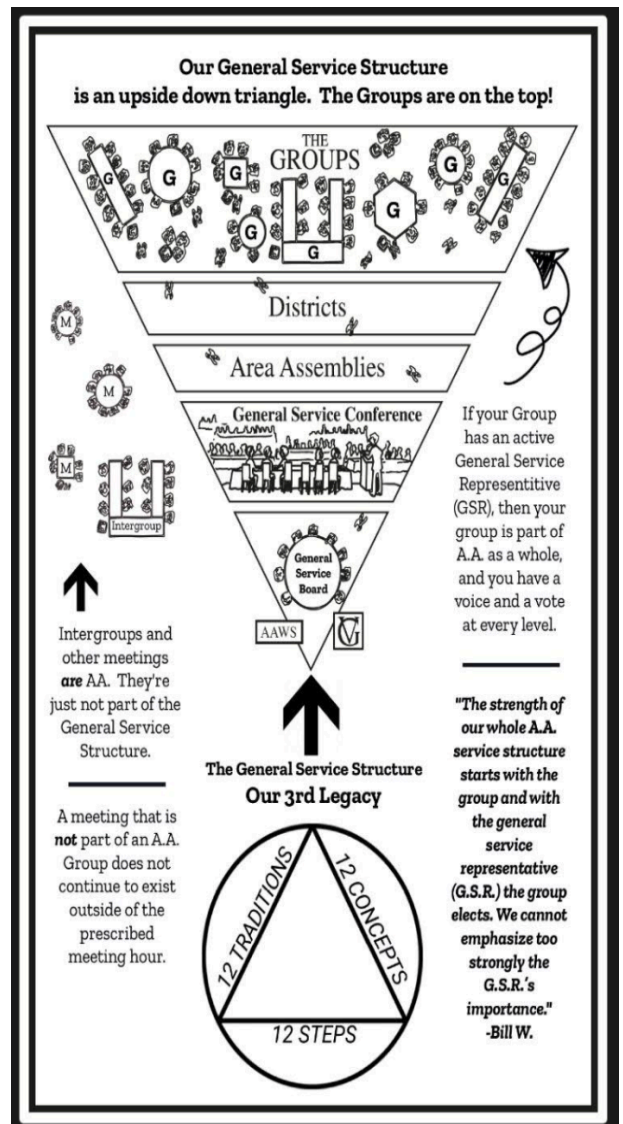 Our General Service Structure
is an upside down triangle. The Groups are on the top!
THE
GROUPS
G
G
G
G
G
G
G
G
Districts
Area Assemblies
General Service Conference
General
Service
Board
AAWS
GV
M
M
M
Intergroup
Intergroups and
other meetings
are AA. They're
just not part of the
General Service
Structure.
A meeting that is
not part of an A.A.
Group does not
continue to exist
outside of the
prescribed
meeting hour.
If your Group
has an active
General Service
Representitive
(GSR), then your
group is part of
A.A. as a whole,
and you have a
voice and a vote
at every level.
"The strength of
our whole A.A.
service structure
starts with the
group and with
the general
service
representative
(G.S.R.) the group
elects. We cannot
emphasize too
strongly the
G.S.R.'s
importance."
-Bill W.
The General Service Structure
Our 3rd Legacy
12 TRADITIONS
12 CONCEPTS
12 STEPS